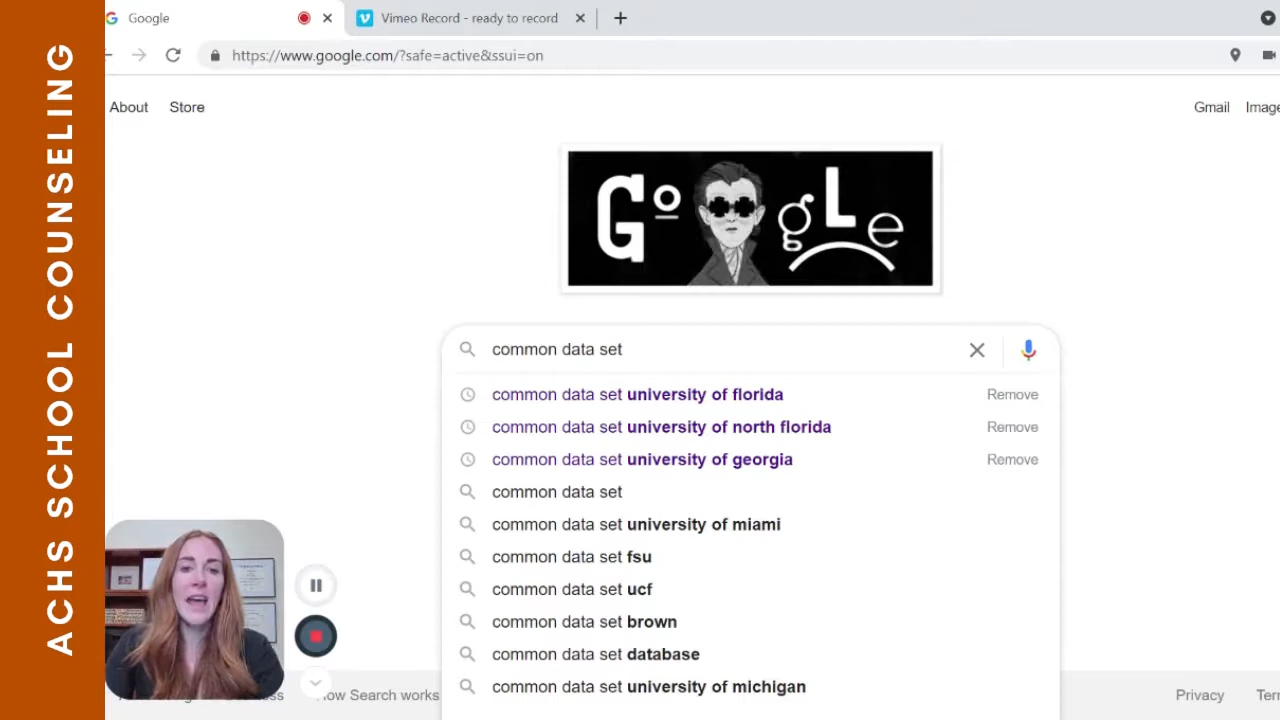 ACHS SCHOOL COUNSELING
Google
Vimeo Record - ready to record
https://www.google.com/?safe=active&ssui=on
About Store
Gmail
Google
common data set
common data set university of florida Remove
common data set university of north florida Remove
common data set university of georgia Remove
common data set
common data set university of miami
common data set fsu
common data set ucf
common data set brown
common data set database
common data set university of michigan
How Search works
Privacy